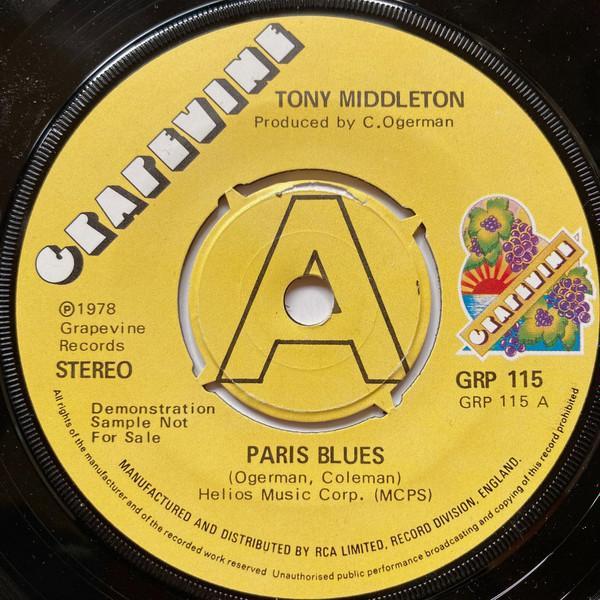 GRAPEVINE
TONY MIDDLETON
Produced by C.Ogerman
A
GRAPEVINE
℗1978
Grapevine
Records
STEREO
GRP 115
GRP 115 A
Demonstration
Sample Not
For Sale
PARIS BLUES
(Ogerman, Coleman)
Helios Music Corp. (MCPS)
MANUFACTURED AND DISTRIBUTED BY RCA LIMITED, RECORD DIVISION, ENGLAND.
All rights of the manufacturer and of the recorded work reserved Unauthorised public performance broadcasting and copying of this record prohibited